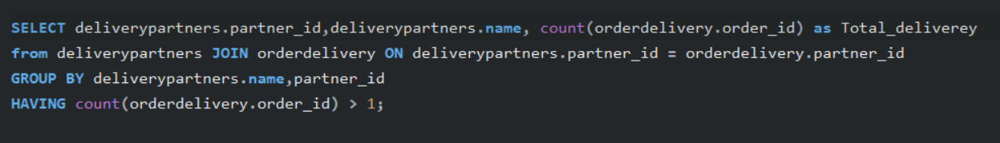 SELECT deliverypartners.partner_id,deliverypartners.name, count(orderdelivery.order_id) as Total_deliverey
from deliverypartners JOIN orderdelivery ON deliverypartners.partner_id = orderdelivery.partner_id
GROUP BY deliverypartners.name,partner_id
HAVING count(orderdelivery.order_id) > 1;